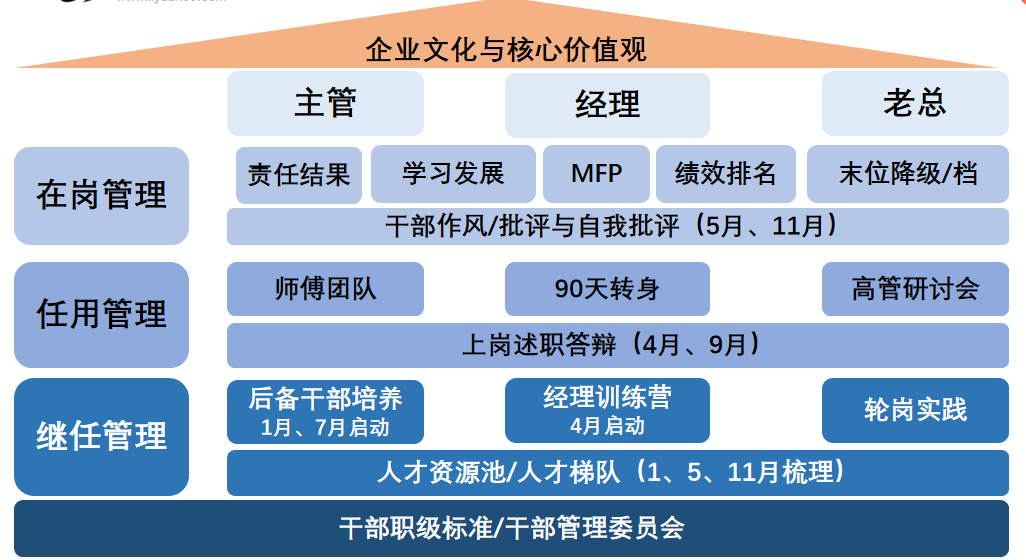 企业文化与核心价值观
主管
经理
老总
在岗管理
责任结果
学习发展
MFP
绩效排名
末位降级/档
干部作风/批评与自我批评（5月、11月）
任用管理
师傅团队
90天转身
高管研讨会
上岗述职答辩（4月、9月）
继任管理
后备干部培养
1月、7月启动
经理训练营
4月启动
轮岗实践
人才资源池/人才梯队（1、5、11月梳理）
干部职级标准/干部管理委员会